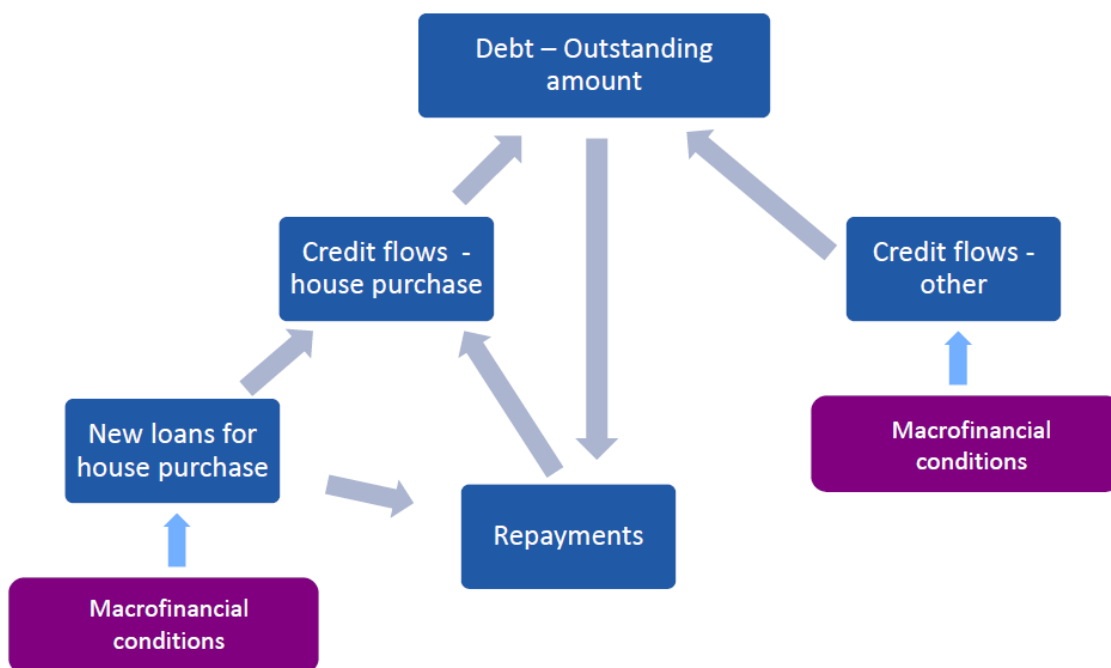 Debt – Outstanding
amount
Credit flows  -
house purchase
Credit flows -
other
New loans for
house purchase
Macrofinancial
conditions
Repayments
Macrofinancial
conditions